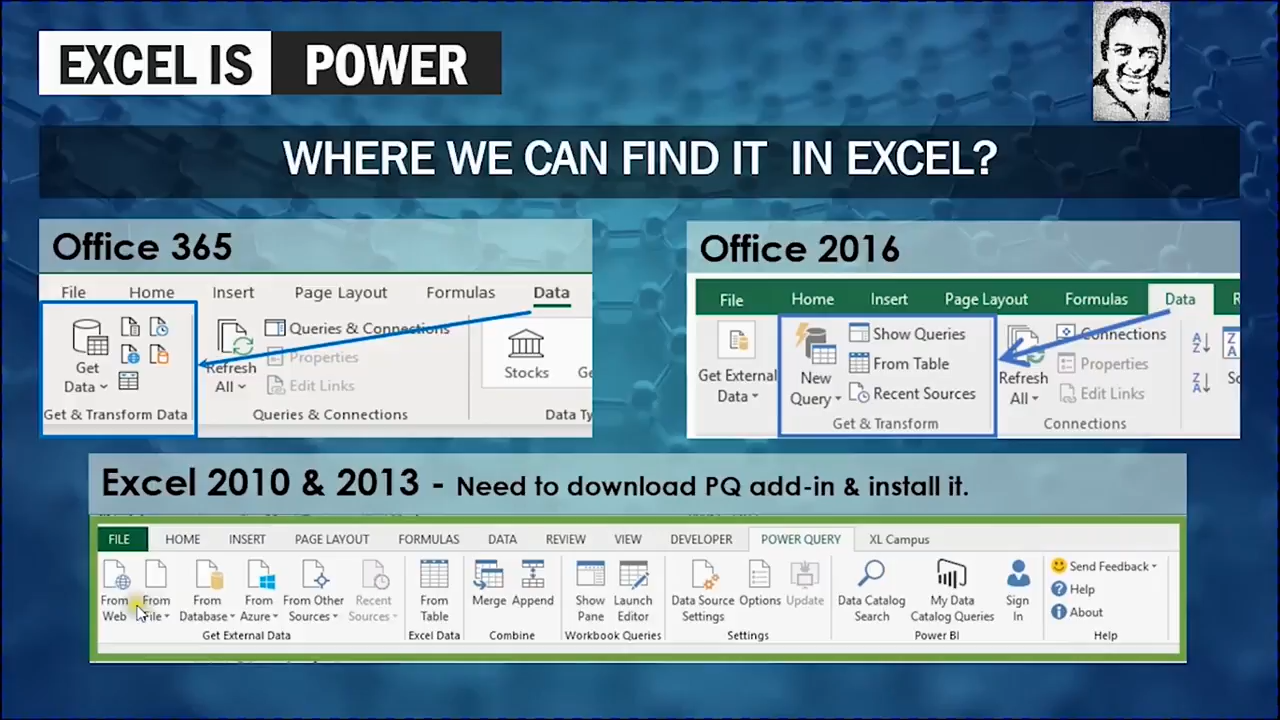 EXCEL IS POWER
WHERE WE CAN FIND IT IN EXCEL?
Office 365
File Home Insert Page Layout Formulas Data
Get
Data
Get & Transform Data
Refresh
All
Queries & Connections
Properties
Edit Links
Queries & Connections
Stocks
Ge
Data Ty
Office 2016
File Home Insert Page Layout Formulas Data R
Get External
Data
New
Query
Show Queries
From Table
Recent Sources
Get & Transform
Refresh
All
Connections
Properties
Edit Links
Connections
A
Z
Z
A
Z A
A Z
So
Excel 2010 & 2013 - Need to download PQ add-in & install it.
FILE HOME INSERT PAGE LAYOUT FORMULAS DATA REVIEW VIEW DEVELOPER POWER QUERY XL Campus
From
Web
From
File
From
Database
From
Azure
From Other
Sources
Recent
Sources
Get External Data
From
Table
Excel Data
Merge
Append
Combine
Show
Pane
Launch
Editor
Workbook Queries
Data Source
Settings
Options
Update
Settings
Data Catalog
Search
My Data
Catalog Queries
Sign
In
Power BI
Send Feedback
Help
About
Help